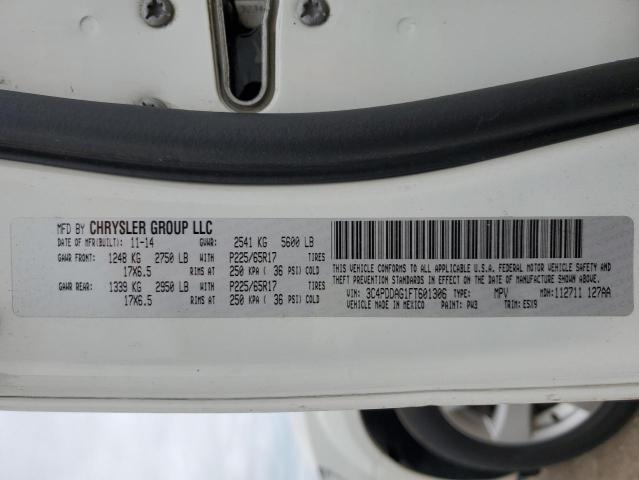 MFD BY CHRYSLER GROUP LLC
DATE OF MFR(BUILT): 11-14 GVWR: 2541 KG 5600 LB
GAWR FRONT: 1248 KG 2750 LB WITH P225/65R17 TIRES
17X6.5 RIMS AT 250 KPA ( 36 PSI) COLD
GAWR REAR: 1339 KG 2950 LB WITH P225/65R17 TIRES
17X6.5 RIMS AT 250 KPA ( 36 PSI) COLD
THIS VEHICLE CONFORMS TO ALL APPLICABLE U.S.A. FEDERAL MOTOR VEHICLE SAFETY AND
THEFT PREVENTION STANDARDS IN EFFECT ON THE DATE OF MANUFACTURE SHOWN ABOVE.
VIN: 3C4PDDAG1FT601306 TYPE: MPV MDH: 112711 127AA
VEHICLE MADE IN MEXICO PAINT: PW3 TRIM: E5X9